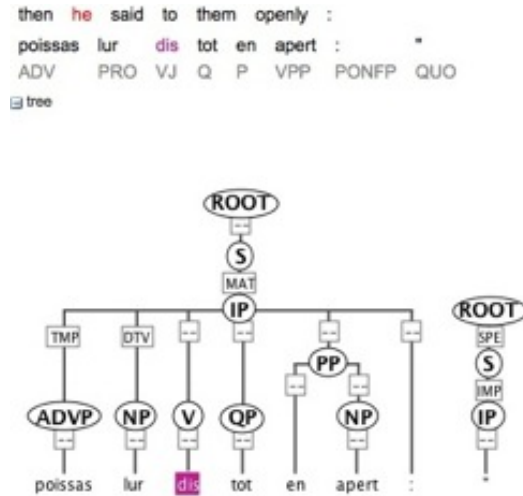 then he said to them openly :
poissas lur dis tot en apert : "
ADV PRO VJ Q P VPP PONFP QUO
tree
ROOT
--
S
MAT
IP ROOT
TMP DTV -- -- -- -- SPE
PP S
-- -- IMP
ADVP NP V QP NP IP
-- -- -- -- -- --
poissas lur dis tot en apert : "